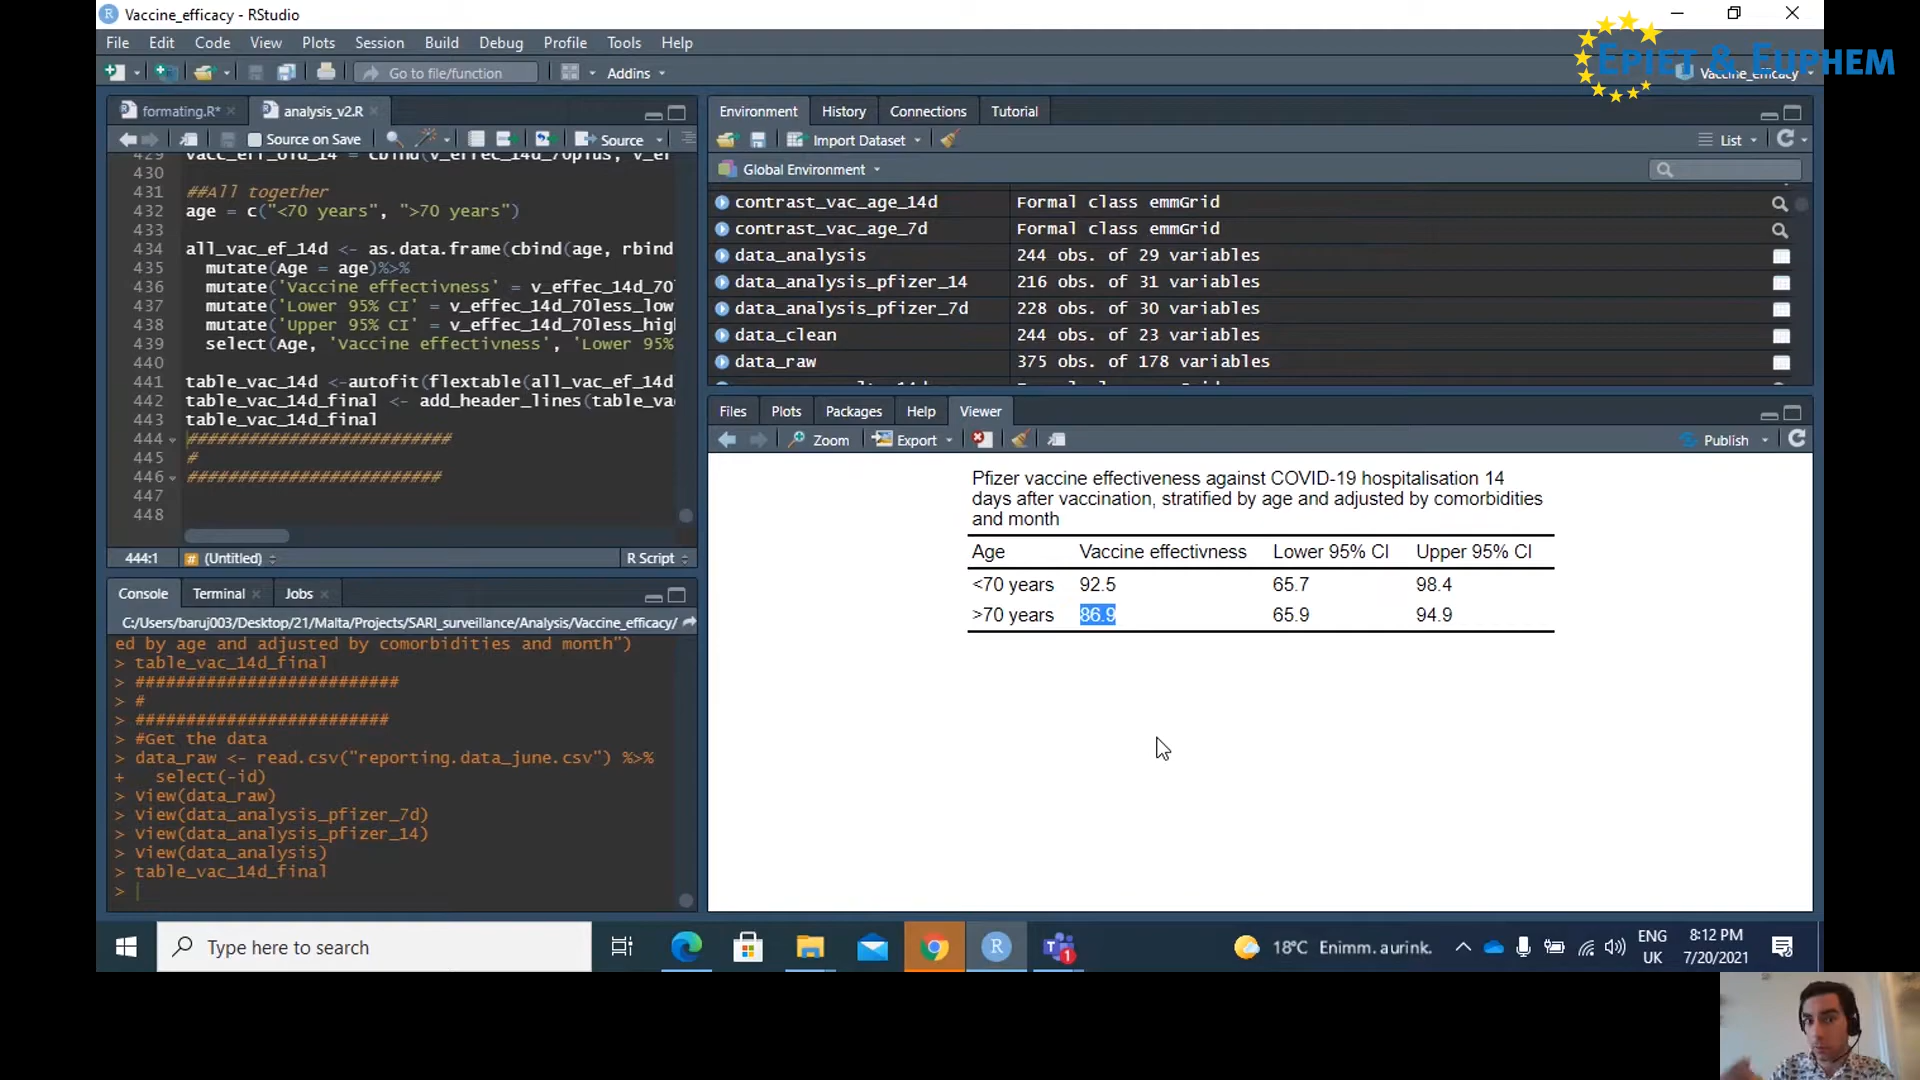 Vaccine_efficacy - RStudio
EPIET & EUPHEM
File Edit Code View Plots Session Build Debug Profile Tools Help
Go to file/function Addins Vaccine_efficacy
formating.R* analysis_v2.R
Source on Save Source
429 vacc_eff_old_14 = cbind(v_effec_14d_70plus, v_ef
430
431 ##All together
432 age = c("<70 years", ">70 years")
433
434 all_vac_ef_14d <- as.data.frame(cbind(age, rbind
435 mutate(Age = age)%>%
436 mutate('Vaccine effectivness' = v_effec_14d_70
437 mutate('Lower 95% CI' = v_effec_14d_70less_low
438 mutate('Upper 95% CI' = v_effec_14d_70less_hig
439 select(Age, 'Vaccine effectivness', 'Lower 95%
440
441 table_vac_14d <-autofit(flextable(all_vac_ef_14d
442 table_vac_14d_final <- add_header_lines(table_va
443 table_vac_14d_final
444 ##########################
445 #
446 #########################
447
448
444:1 # (Untitled) R Script
Console Terminal Jobs
C:/Users/baruj003/Desktop/21/Malta/Projects/SARI_surveillance/Analysis/Vaccine_efficacy/
ed by age and adjusted by comorbidities and month")
> table_vac_14d_final
> ##########################
> #
> #########################
> #Get the data
> data_raw <- read.csv("reporting.data_june.csv") %>%
+ select(-id)
> View(data_raw)
> View(data_analysis_pfizer_7d)
> View(data_analysis_pfizer_14)
> View(data_analysis)
> table_vac_14d_final
>
Environment History Connections Tutorial
Import Dataset List
Global Environment
contrast_vac_age_14d Formal class emmGrid
contrast_vac_age_7d Formal class emmGrid
data_analysis 244 obs. of 29 variables
data_analysis_pfizer_14 216 obs. of 31 variables
data_analysis_pfizer_7d 228 obs. of 30 variables
data_clean 244 obs. of 23 variables
data_raw 375 obs. of 178 variables
Files Plots Packages Help Viewer
Zoom Export Publish
Pfizer vaccine effectiveness against COVID-19 hospitalisation 14
days after vaccination, stratified by age and adjusted by comorbidities
and month
Age Vaccine effectivness Lower 95% CI Upper 95% CI
<70 years 92.5 65.7 98.4
>70 years 86.9 65.9 94.9
Type here to search
18°C Enimm. aurink.
ENG
UK
8:12 PM
7/20/2021